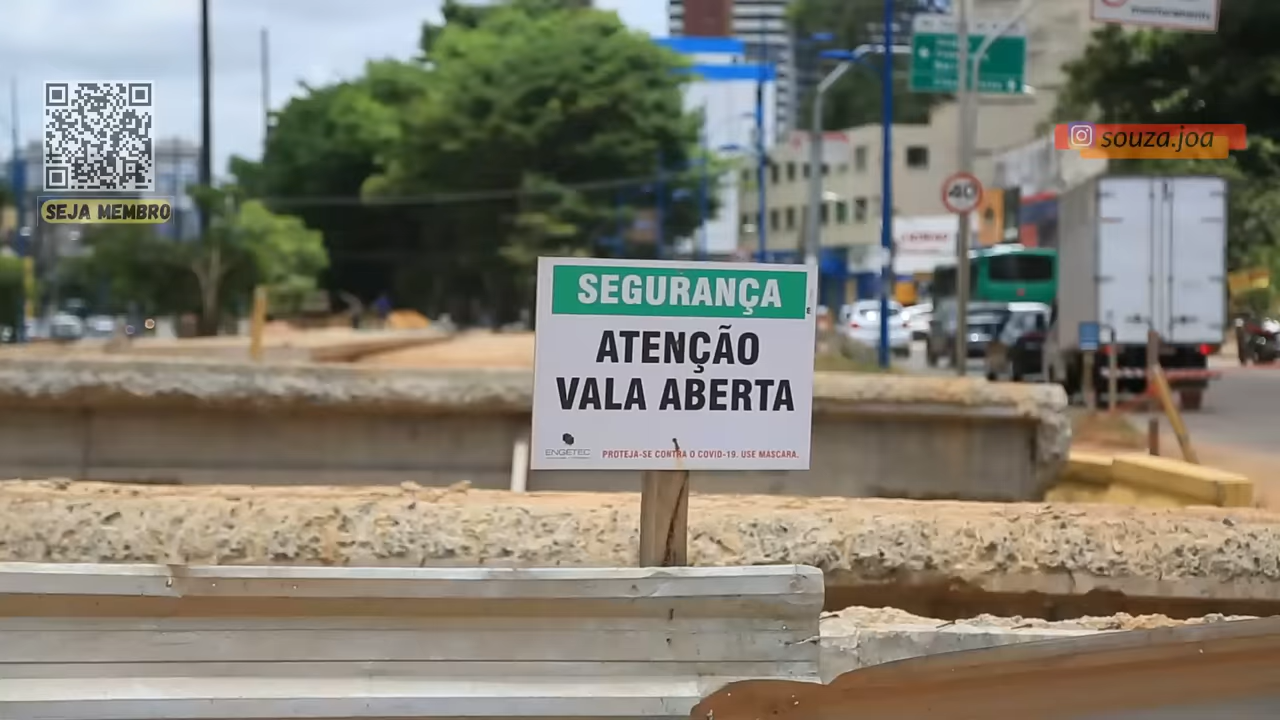 SEJA MEMBRO
souza.joa
40
SEGURANÇA
ATENÇÃO
VALA ABERTA
ENGETEC
PROTEJA-SE CONTRA O COVID-19. USE MASCARA.